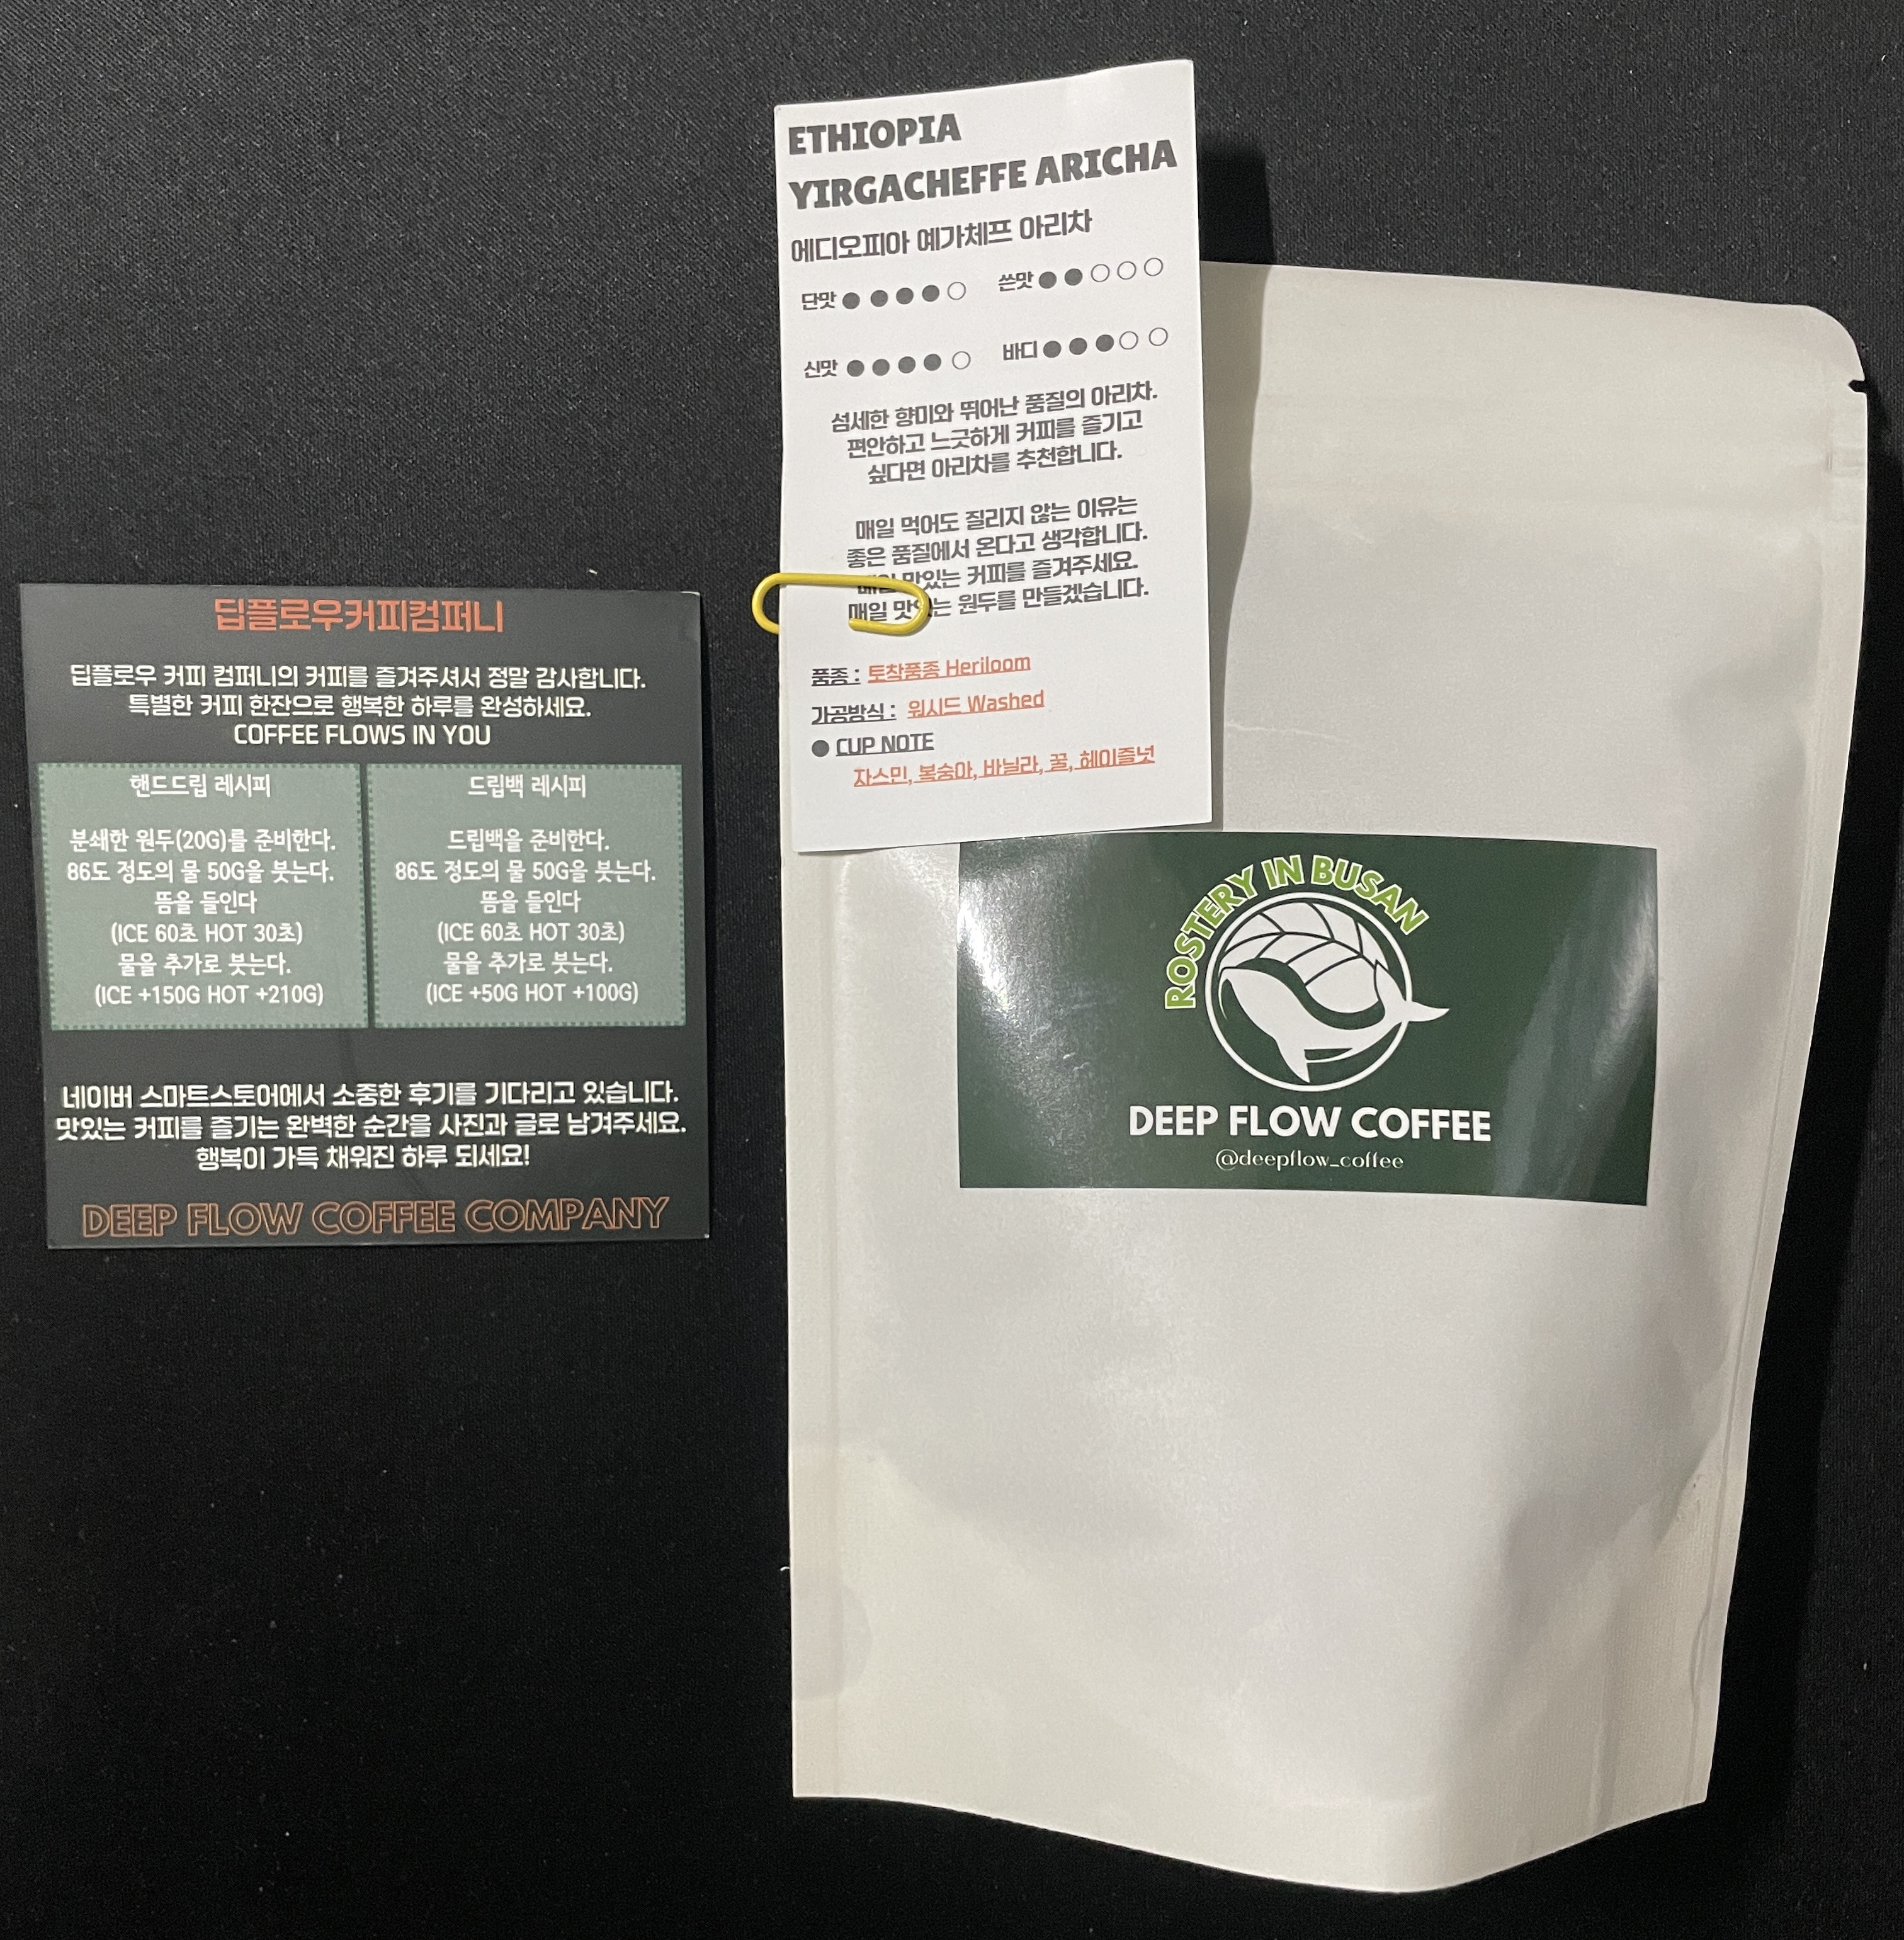 ETHIOPIA
YIRGACHEFFE ARICHA
에디오피아 예가체프 아리차
단맛 ●●●●○ 쓴맛 ●●○○○
신맛 ●●●●○ 바디 ●●●○○
섬세한 향미와 뛰어난 품질의 아리차.
편안하고 느긋하게 커피를 즐기고
싶다면 아리차를 추천합니다.
매일 먹어도 질리지 않는 이유는
좋은 품질에서 온다고 생각합니다.
매일 맛있는 커피를 즐겨주세요.
매일 맛있는 원두를 만들겠습니다.
품종 : 토착품종 Heriloom
가공방식 : 워시드 Washed
● CUP NOTE
자스민, 복숭아, 바닐라, 꿀, 헤이즐넛
딥플로우커피컴퍼니
딥플로우 커피 컴퍼니의 커피를 즐겨주셔서 정말 감사합니다.
특별한 커피 한잔으로 행복한 하루를 완성하세요.
COFFEE FLOWS IN YOU
핸드드립 레시피
분쇄한 원두(20G)를 준비한다.
86도 정도의 물 50G을 붓는다.
뜸을 들인다
(ICE 60초 HOT 30초)
물을 추가로 붓는다.
(ICE +150G HOT +210G)
드립백 레시피
드립백을 준비한다.
86도 정도의 물 50G을 붓는다.
뜸을 들인다
(ICE 60초 HOT 30초)
물을 추가로 붓는다.
(ICE +50G HOT +100G)
네이버 스마트스토어에서 소중한 후기를 기다리고 있습니다.
맛있는 커피를 즐기는 완벽한 순간을 사진과 글로 남겨주세요.
행복이 가득 채워진 하루 되세요!
DEEP FLOW COFFEE COMPANY
ROSTERY IN BUSAN
DEEP FLOW COFFEE
@deepflow_coffee